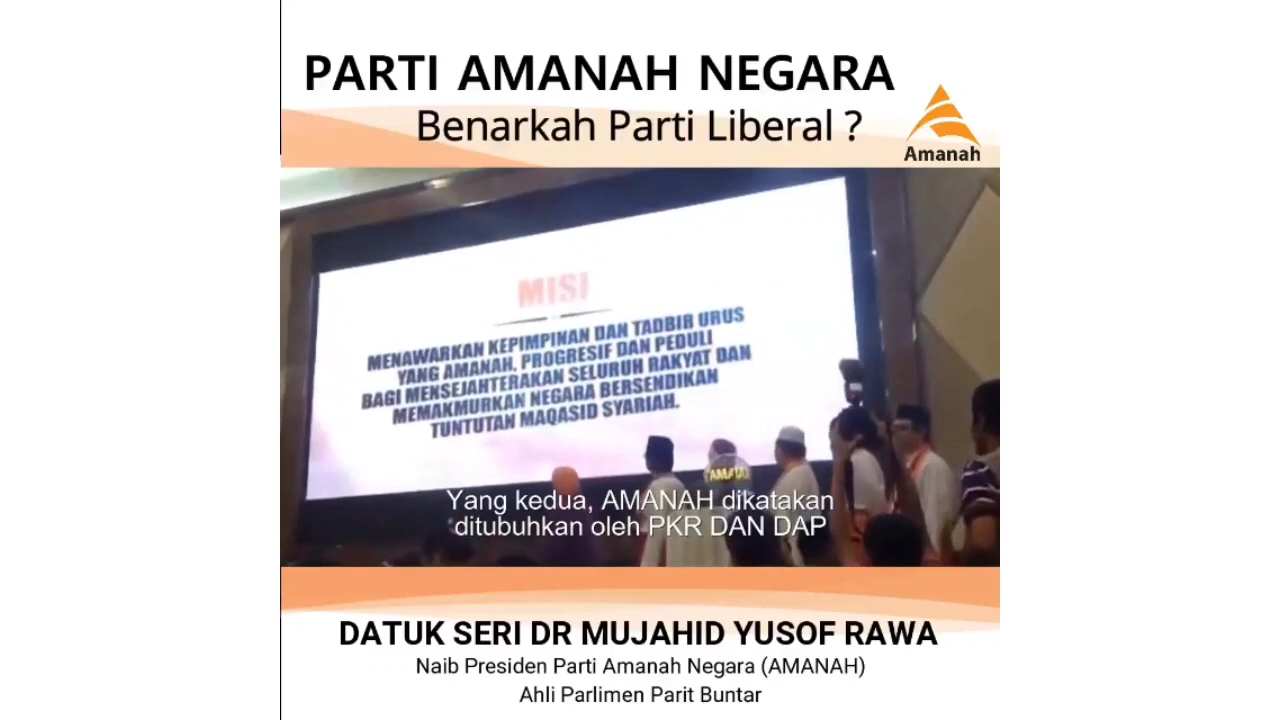 PARTI AMANAH NEGARA
Benarkah Parti Liberal ?
Amanah
MISI
MENAWARKAN KEPIMPINAN DAN TADBIR URUS
YANG AMANAH, PROGRESIF DAN PEDULI
BAGI MENSEJAHTERAKAN SELURUH RAKYAT DAN
MEMAKMURKAN NEGARA BERSENDIKAN
TUNTUTAN MAQASID SYARIAH.
Yang kedua, AMANAH dikatakan
ditubuhkan oleh PKR DAN DAP
DATUK SERI DR MUJAHID YUSOF RAWA
Naib Presiden Parti Amanah Negara (AMANAH)
Ahli Parlimen Parit Buntar